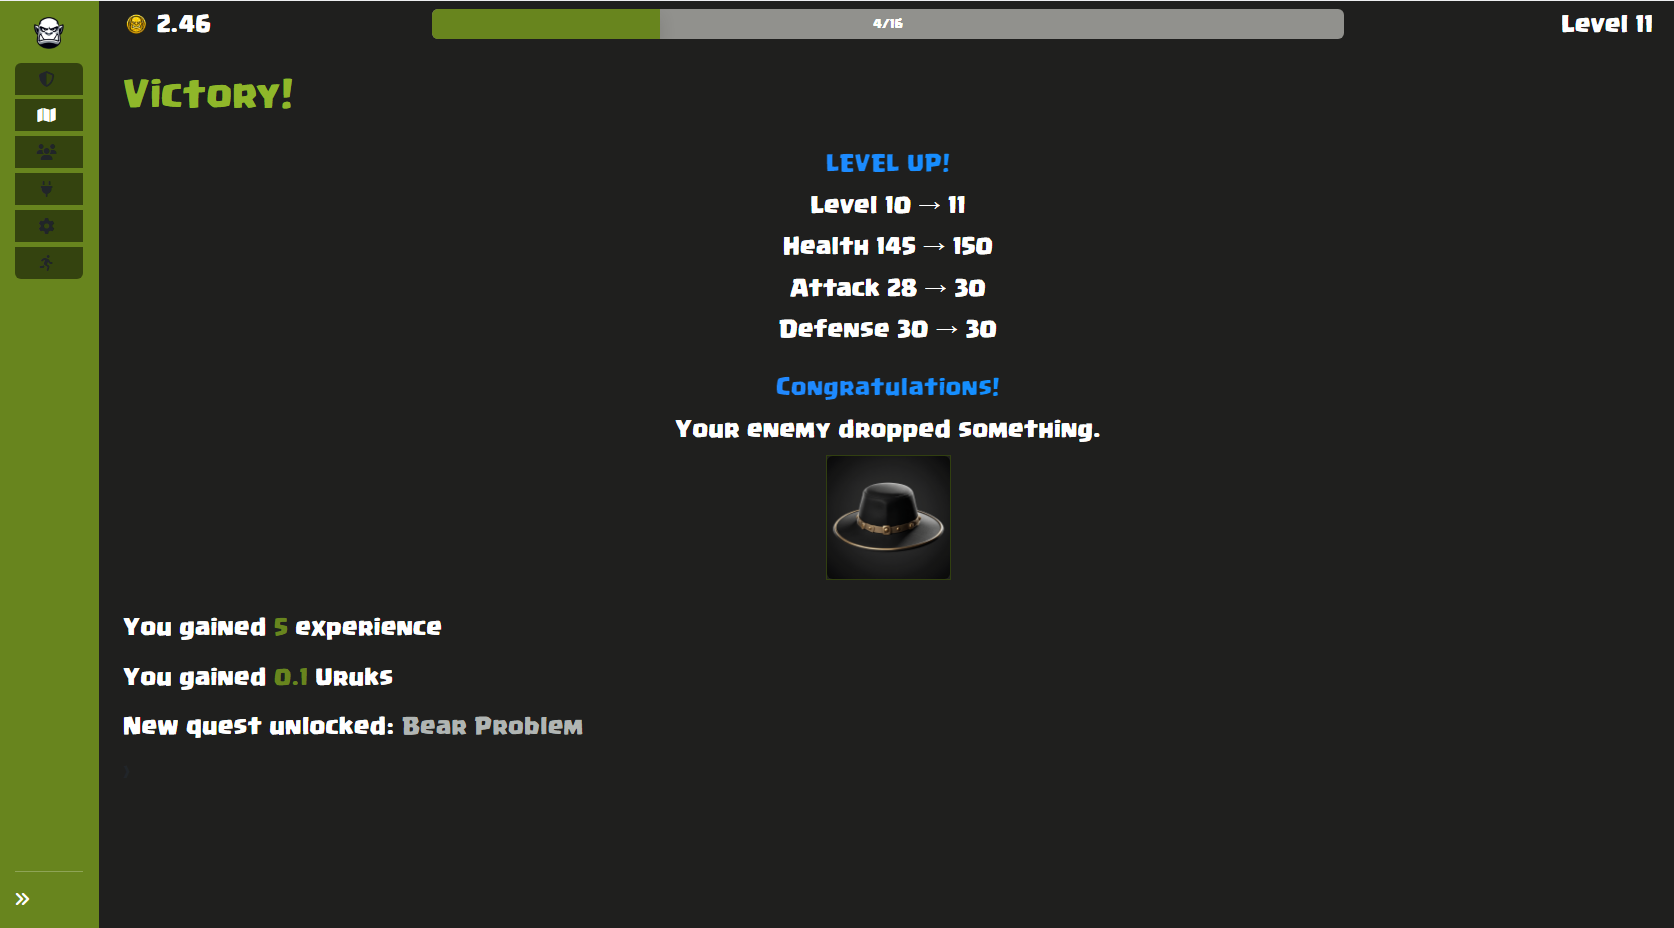 2.46
4/16
Level 11
Victory!
LEVEL UP!
Level 10 → 11
Health 145 → 150
Attack 28 → 30
Defense 30 → 30
Congratulations!
Your enemy dropped something.
You gained 5 experience
You gained 0.1 Uruks
New quest unlocked: Bear Problem